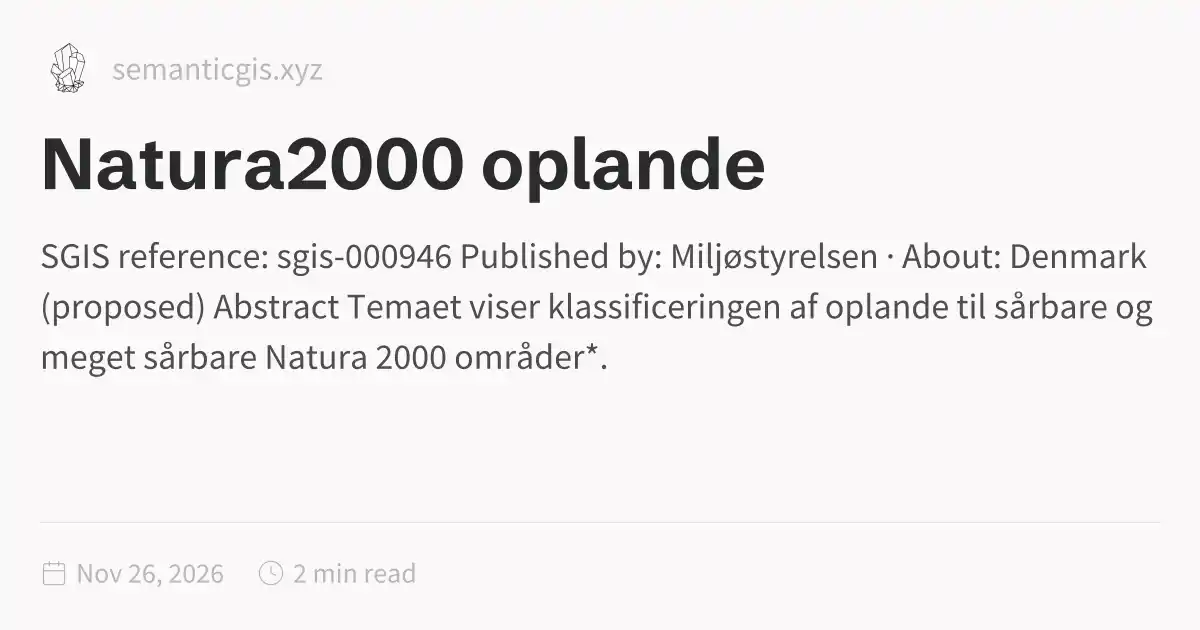 semanticgis.xyz
Natura2000 oplande
SGIS reference: sgis-000946 Published by: Miljøstyrelsen · About: Denmark
(proposed) Abstract Temaet viser klassificeringen af oplande til sårbare og
meget sårbare Natura 2000 områder*.
Nov 26, 2026 2 min read